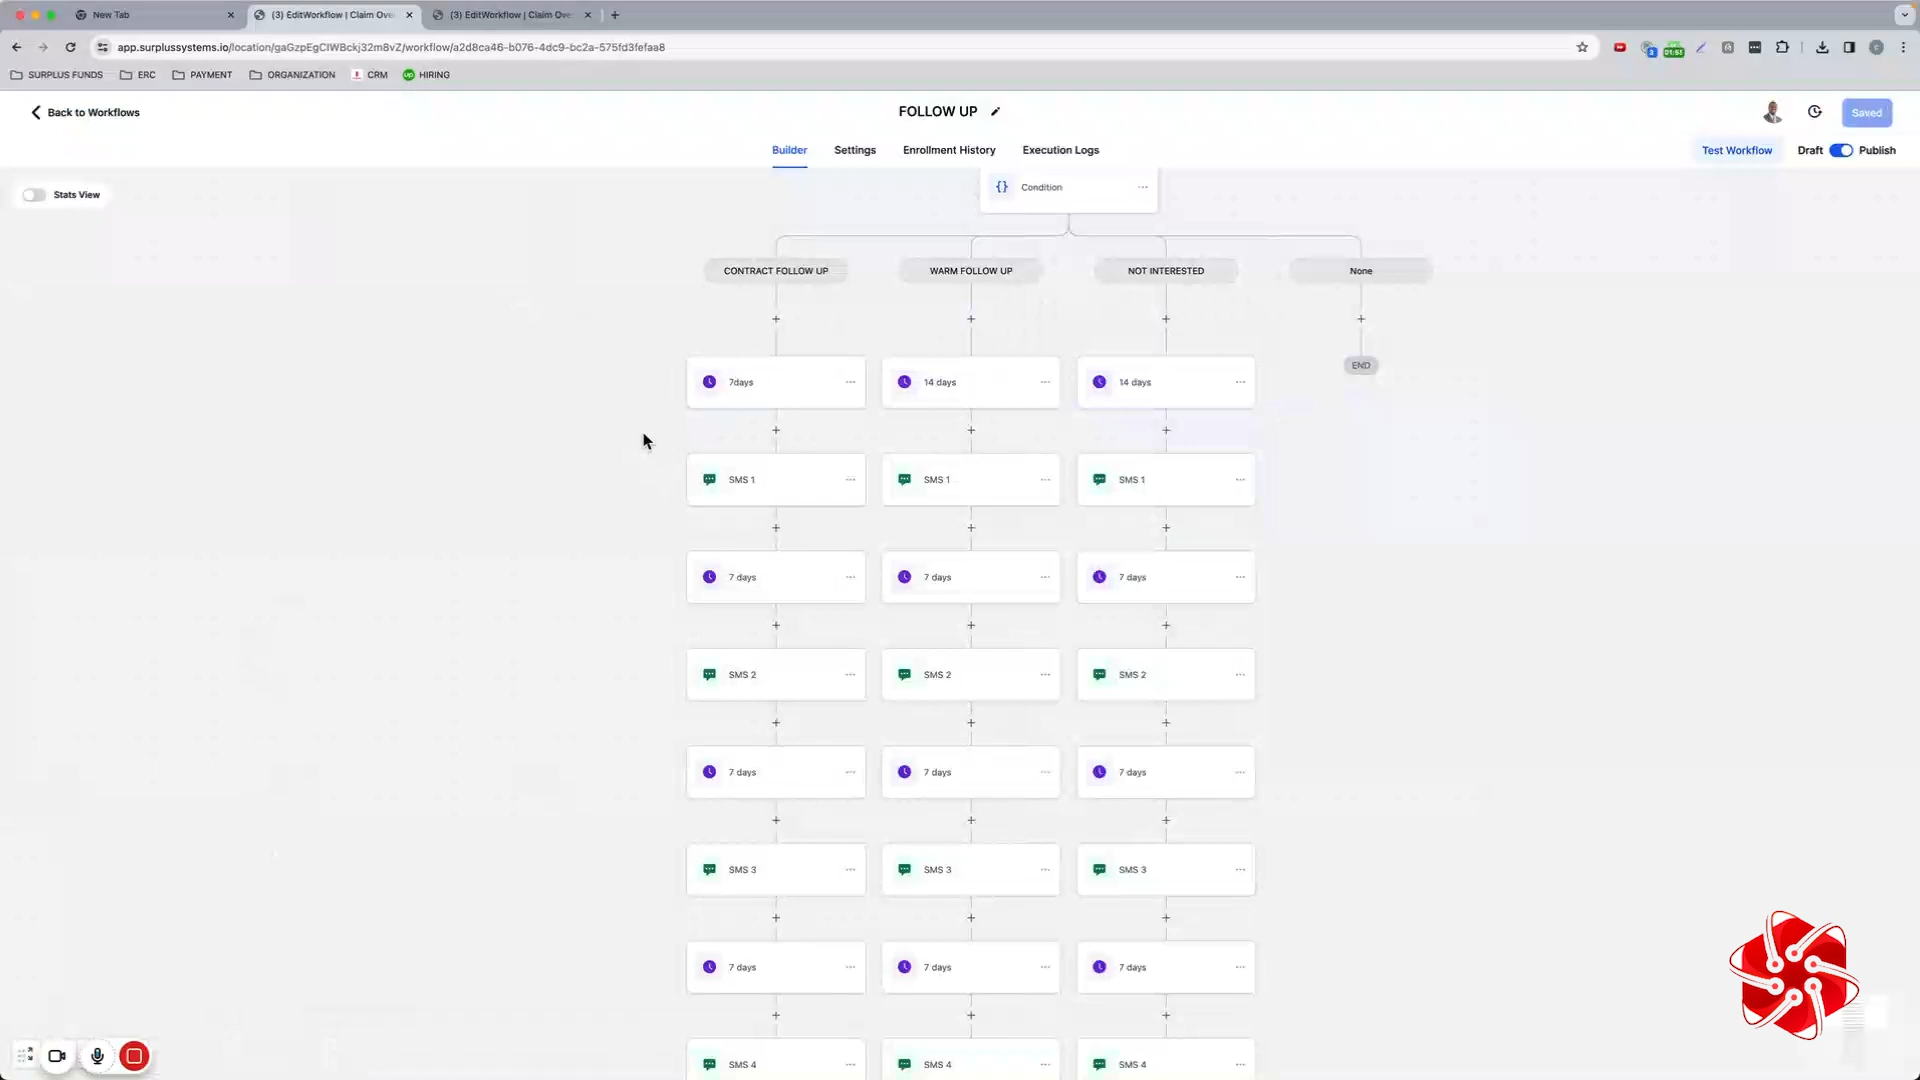 New Tab
(3) EditWorkflow | Claim Ove
(3) EditWorkflow | Claim Ove
app.surplussystems.io/location/gaGzpEgCIWBckj32m8vZ/workflow/a2d8ca46-b076-4dc9-bc2a-575fd3fefaa8
SURPLUS FUNDS
ERC
PAYMENT
ORGANIZATION
CRM
HIRING
Back to Workflows
FOLLOW UP
Saved
Builder
Settings
Enrollment History
Execution Logs
Test Workflow
Draft
Publish
Stats View
Condition
CONTRACT FOLLOW UP
WARM FOLLOW UP
NOT INTERESTED
None
END
7days
14 days
14 days
SMS 1
SMS 1
SMS 1
7 days
7 days
7 days
SMS 2
SMS 2
SMS 2
7 days
7 days
7 days
SMS 3
SMS 3
SMS 3
7 days
7 days
7 days
SMS 4
SMS 4
SMS 4